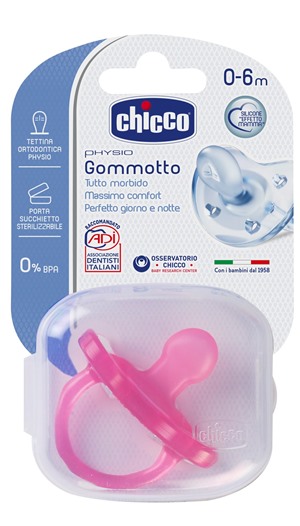 0-6m
chicco
SILICONE
"EFFETTO
MAMMA"
TETTINA
ORTODONTICA
PHYSIO
PHYSIO
Gommotto
Tutto morbido
Massimo comfort
Perfetto giorno e notte
PORTA
SUCCHIETTO
STERILIZZABILE
RACCOMANDATO
ADI
ASSOCIAZIONE
DENTISTI
ITALIANI
OSSERVATORIO
CHICCO
BABY RESEARCH CENTER
Con i bambini dal 1958
0% BPA
chicco